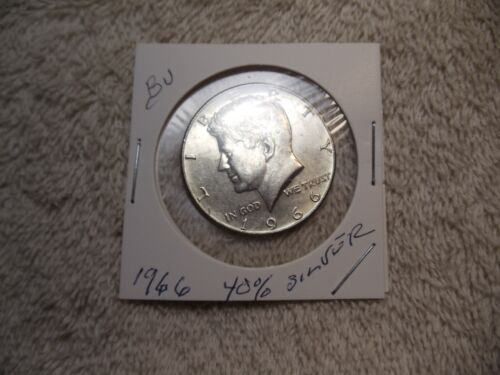 BU
LIBERTY
IN GOD WE TRUST
1966
1966 40% SILVER